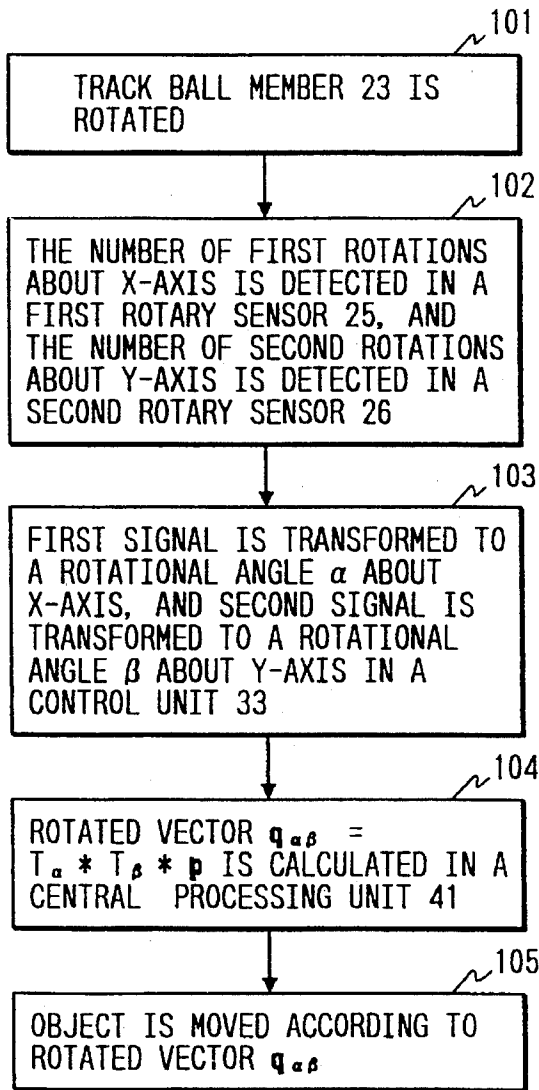 101
TRACK BALL MEMBER 23 IS
ROTATED
102
THE NUMBER OF FIRST ROTATIONS
ABOUT X-AXIS IS DETECTED IN A
FIRST ROTARY SENSOR 25, AND
THE NUMBER OF SECOND ROTATIONS
ABOUT Y-AXIS IS DETECTED IN A
SECOND ROTARY SENSOR 26
103
FIRST SIGNAL IS TRANSFORMED TO
A ROTATIONAL ANGLE α ABOUT
X-AXIS, AND SECOND SIGNAL IS
TRANSFORMED TO A ROTATIONAL
ANGLE β ABOUT Y-AXIS IN A
CONTROL UNIT 33
104
ROTATED VECTOR qαβ =
Tα * Tβ * p IS CALCULATED IN A
CENTRAL PROCESSING UNIT 41
105
OBJECT IS MOVED ACCORDING TO
ROTATED VECTOR qαβ